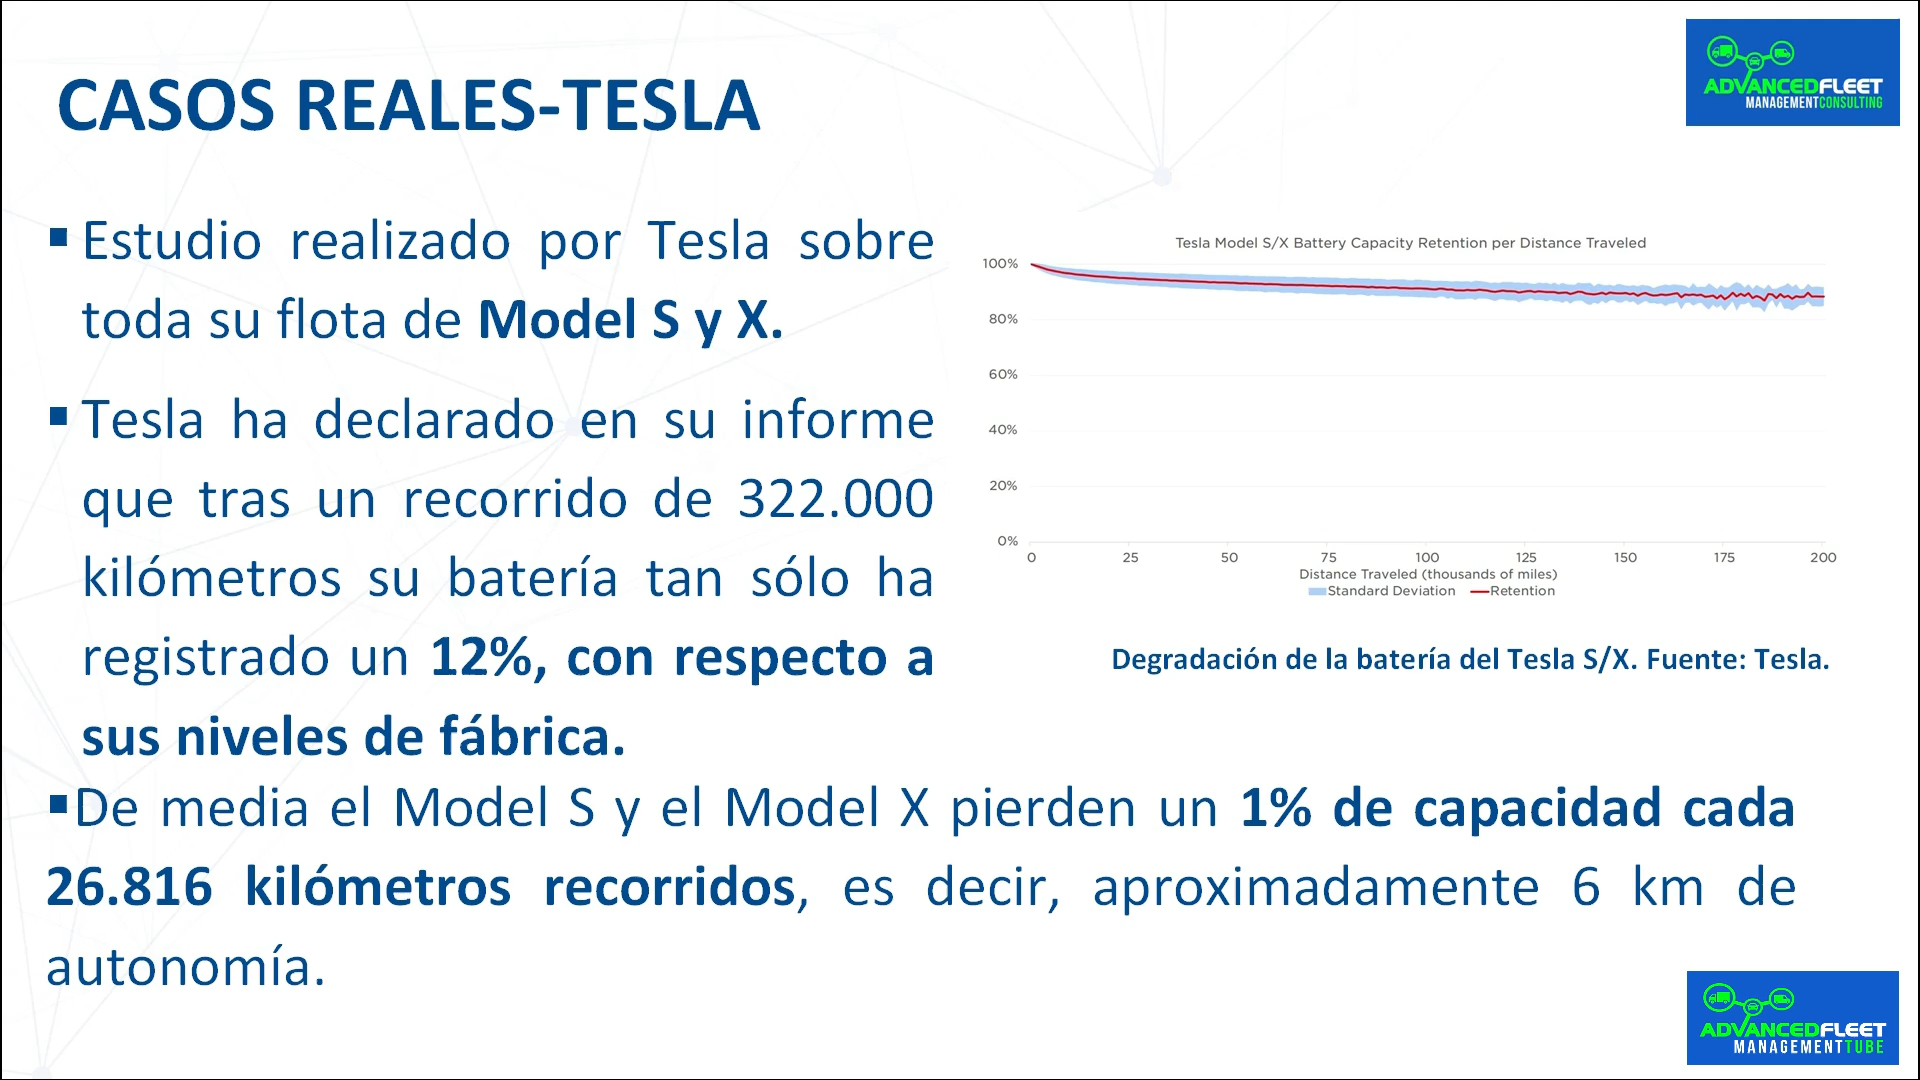 CASOS REALES-TESLA
ADVANCEDFLEET
MANAGEMENTCONSULTING
▪Estudio realizado por Tesla sobre
toda su flota de Model S y X.
▪Tesla ha declarado en su informe
que tras un recorrido de 322.000
kilómetros su batería tan sólo ha
registrado un 12%, con respecto a
sus niveles de fábrica.
Tesla Model S/X Battery Capacity Retention per Distance Traveled
100%
80%
60%
40%
20%
0%
0 25 50 75 100 125 150 175 200
Distance Traveled (thousands of miles)
Standard Deviation Retention
Degradación de la batería del Tesla S/X. Fuente: Tesla.
▪De media el Model S y el Model X pierden un 1% de capacidad cada
26.816 kilómetros recorridos, es decir, aproximadamente 6 km de
autonomía.
ADVANCEDFLEET
MANAGEMENTTUBE